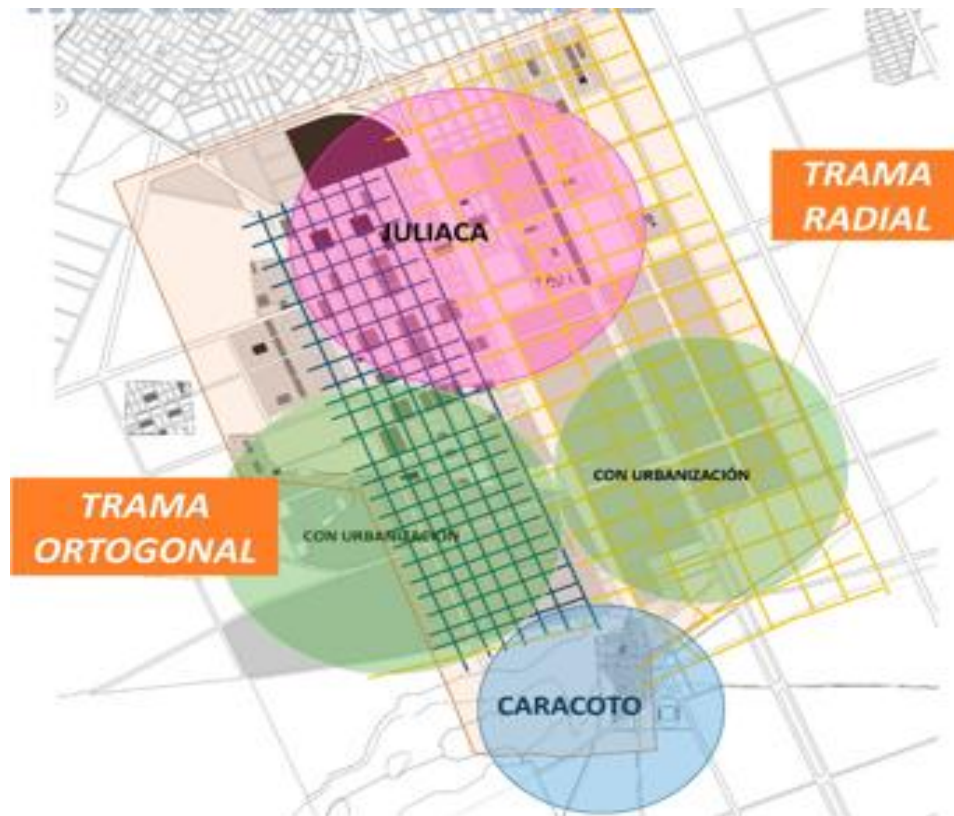 TRAMA
RADIAL
JULIACA
CON URBANIZACIÓN
TRAMA
ORTOGONAL
CON URBANIZACIÓN
CARACOTO